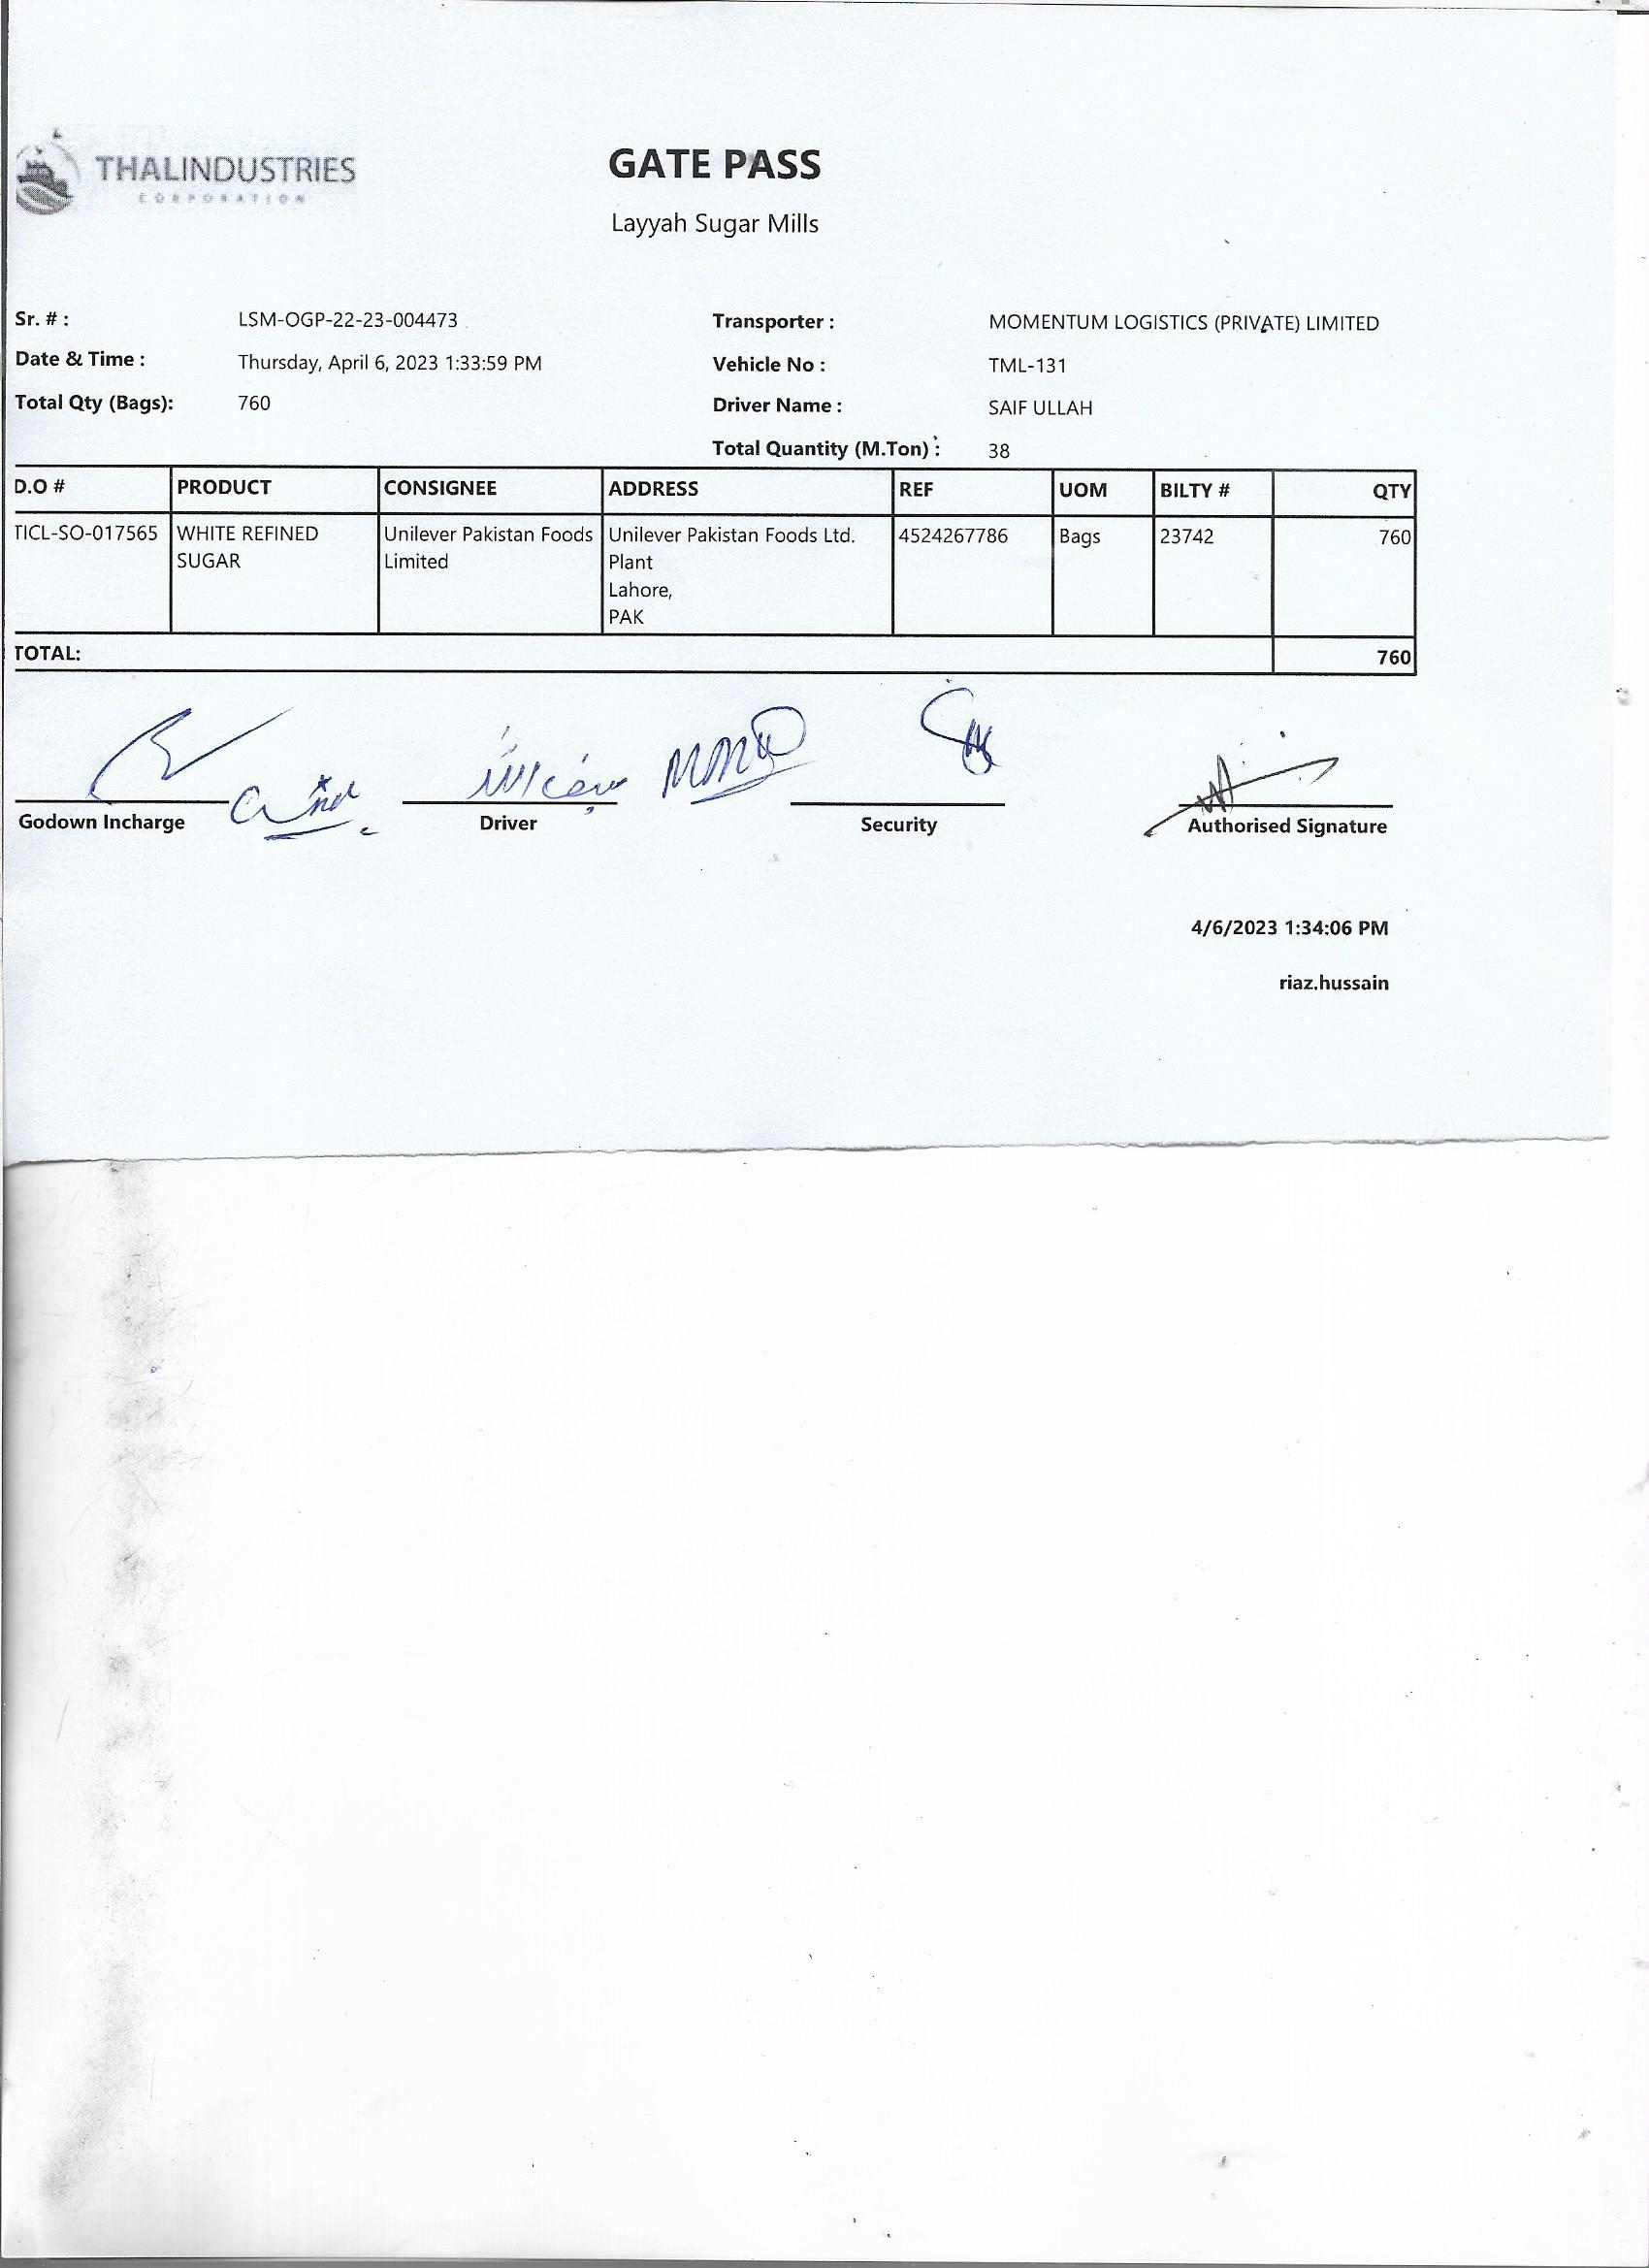 THALINDUSTRIES
CORPORATION
GATE PASS
Layyah Sugar Mills
Sr. # : LSM-OGP-22-23-004473 Transporter : MOMENTUM LOGISTICS (PRIVATE) LIMITED
Date & Time : Thursday, April 6, 2023 1:33:59 PM Vehicle No : TML-131
Total Qty (Bags): 760 Driver Name : SAIF ULLAH
Total Quantity (M.Ton) : 38
D.O # PRODUCT CONSIGNEE ADDRESS REF UOM BILTY # QTY
TICL-SO-017565 WHITE REFINED Unilever Pakistan Foods Unilever Pakistan Foods Ltd. 4524267786 Bags 23742 760
SUGAR Limited Plant
Lahore,
PAK
TOTAL: 760
سیف اللہ
Godown Incharge Driver Security Authorised Signature
4/6/2023 1:34:06 PM
riaz.hussain